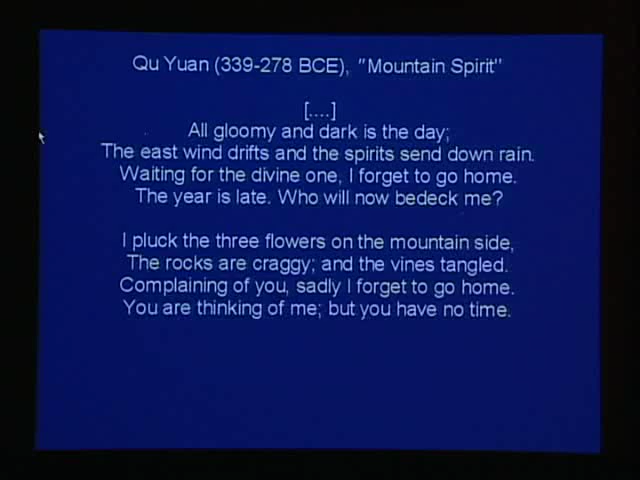 Qu Yuan (339-278 BCE), "Mountain Spirit"
[....]
All gloomy and dark is the day;
The east wind drifts and the spirits send down rain.
Waiting for the divine one, I forget to go home.
The year is late. Who will now bedeck me?
I pluck the three flowers on the mountain side,
The rocks are craggy; and the vines tangled.
Complaining of you, sadly I forget to go home.
You are thinking of me; but you have no time.